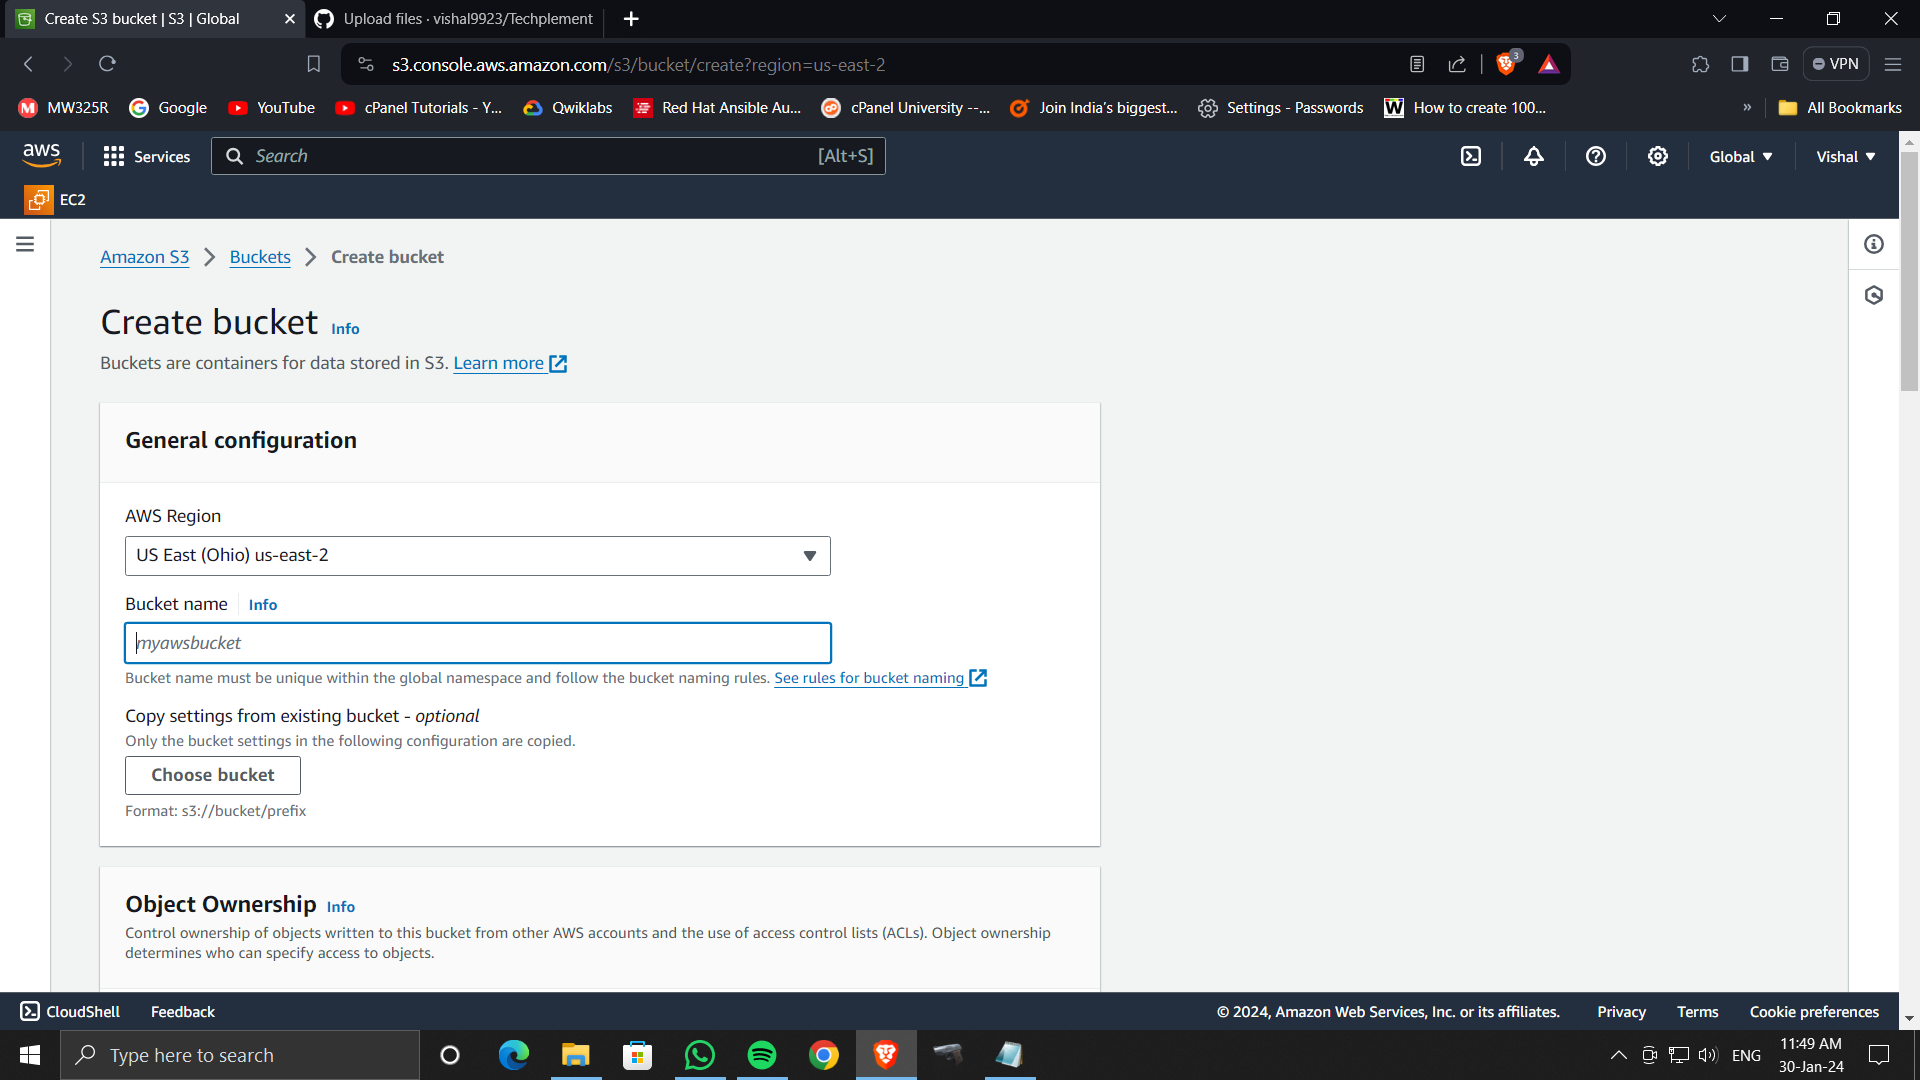 Create S3 bucket | S3 | Global
Upload files · vishal9923/Techplement
s3.console.aws.amazon.com/s3/bucket/create?region=us-east-2
3
VPN
MW325R
Google
YouTube
cPanel Tutorials - Y...
Qwiklabs
Red Hat Ansible Au...
cPanel University --...
Join India's biggest...
Settings - Passwords
How to create 100...
»
All Bookmarks
aws
Services
Search
[Alt+S]
Global
Vishal
EC2
Amazon S3 > Buckets > Create bucket
Create bucket Info
Buckets are containers for data stored in S3. Learn more
General configuration
AWS Region
US East (Ohio) us-east-2
Bucket name Info
myawsbucket
Bucket name must be unique within the global namespace and follow the bucket naming rules. See rules for bucket naming
Copy settings from existing bucket - optional
Only the bucket settings in the following configuration are copied.
Choose bucket
Format: s3://bucket/prefix
Object Ownership Info
Control ownership of objects written to this bucket from other AWS accounts and the use of access control lists (ACLs). Object ownership
determines who can specify access to objects.
CloudShell
Feedback
© 2024, Amazon Web Services, Inc. or its affiliates.
Privacy
Terms
Cookie preferences
Type here to search
ENG
11:49 AM
30-Jan-24